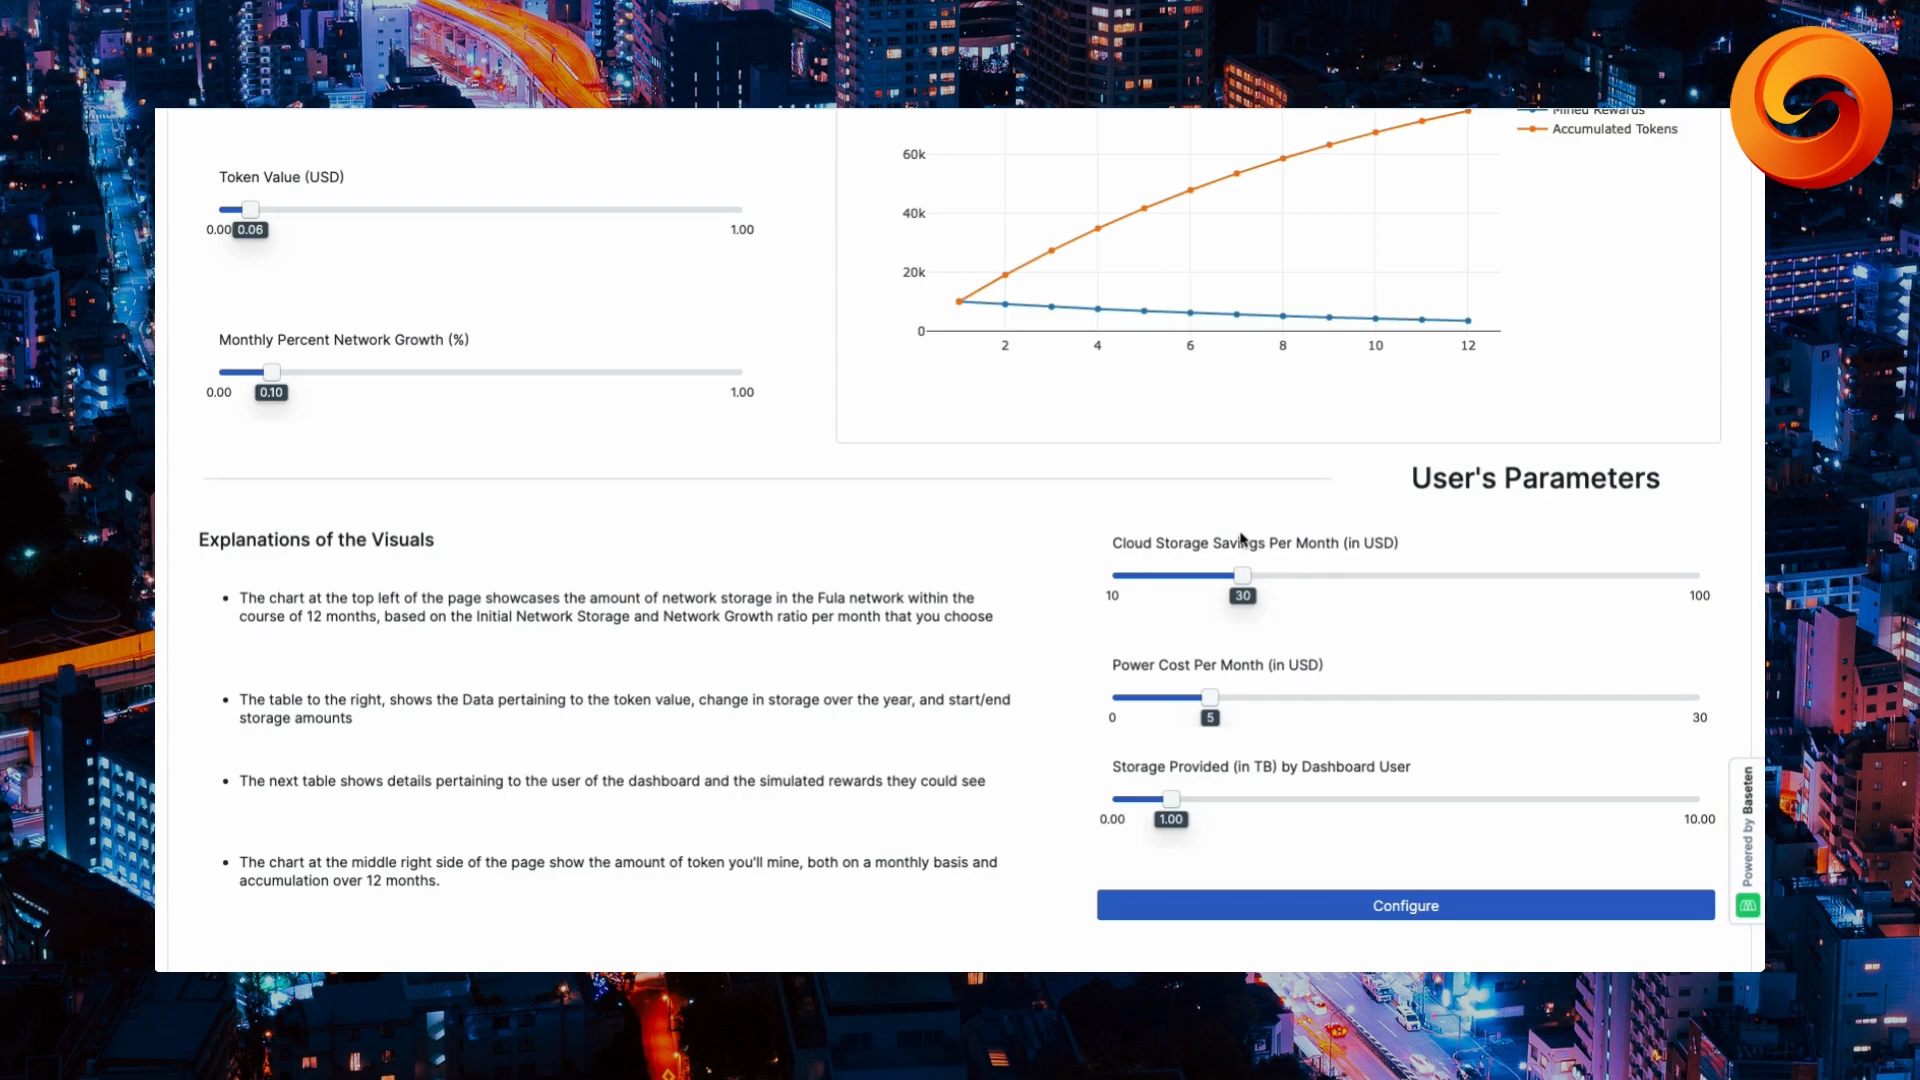 Token Value (USD)
0.00 0.06 1.00
Monthly Percent Network Growth (%)
0.00 0.10 1.00
Mined Rewards
Accumulated Tokens
60k
40k
20k
0
2 4 6 8 10 12
User's Parameters
Explanations of the Visuals
• The chart at the top left of the page showcases the amount of network storage in the Fula network within the
course of 12 months, based on the Initial Network Storage and Network Growth ratio per month that you choose
• The table to the right, shows the Data pertaining to the token value, change in storage over the year, and start/end
storage amounts
• The next table shows details pertaining to the user of the dashboard and the simulated rewards they could see
• The chart at the middle right side of the page show the amount of token you'll mine, both on a monthly basis and
accumulation over 12 months.
Cloud Storage Savings Per Month (in USD)
10 30 100
Power Cost Per Month (in USD)
0 5 30
Storage Provided (in TB) by Dashboard User
0.00 1.00 10.00
Configure
Powered by Baseten